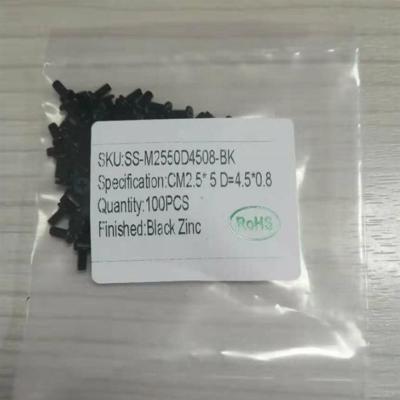 SKU:SS-M2550D4508-BK
Specification:CM2.5* 5 D=4.5*0.8
Quantity:100PCS
Finished:Black Zinc
RoHS